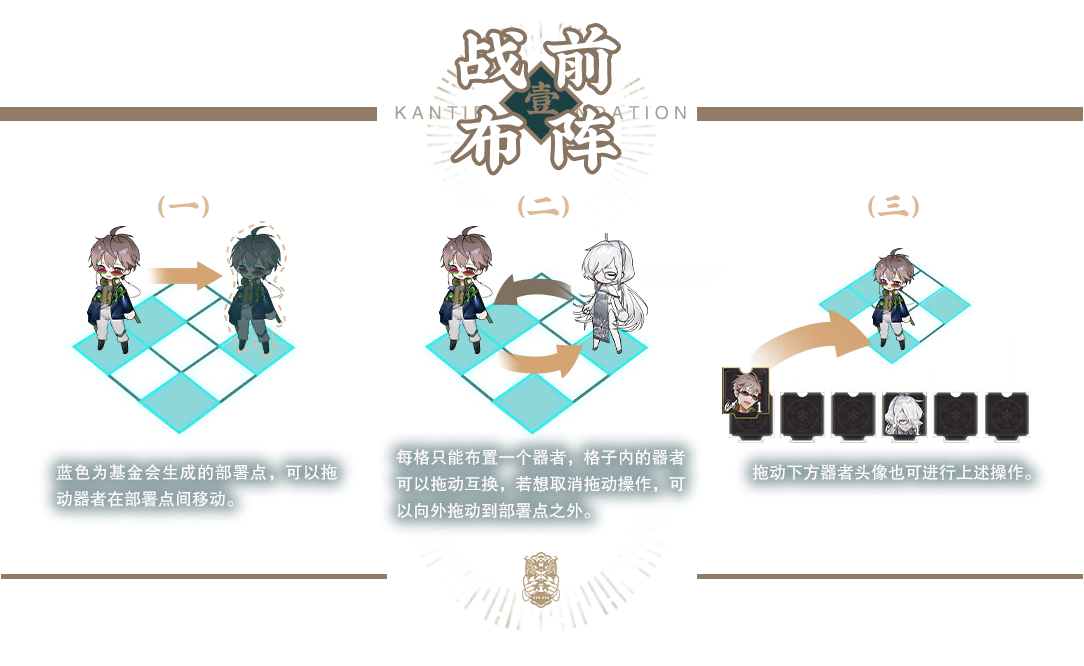 战前
壹
布阵
(一)
蓝色为基金会生成的部署点，可以拖
动器者在部署点间移动。
(二)
每格只能布置一个器者，格子内的器者
可以拖动互换，若想取消拖动操作，可
以向外拖动到部署点之外。
(三)
1
拖动下方器者头像也可进行上述操作。